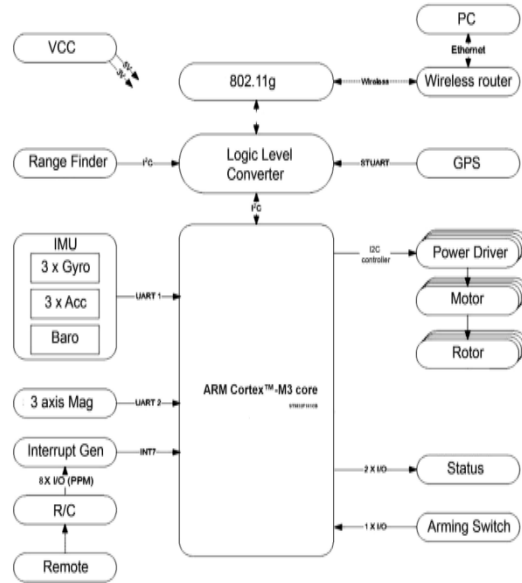 PC
VCC
5V-
3V-
Ethernet
802.11g
Wireless
Wireless router
Range Finder
I²C
Logic Level
Converter
STUART
GPS
I²C
IMU
3 x Gyro
3 x Acc
Baro
UART 1
I2C
controller
Power Driver
Motor
Rotor
ARM Cortex™-M3 core
3 axis Mag
UART 2
Interrupt Gen
INT7
8X I/O (PPM)
2 X I/O
Status
R/C
1 X I/O
Arming Switch
Remote